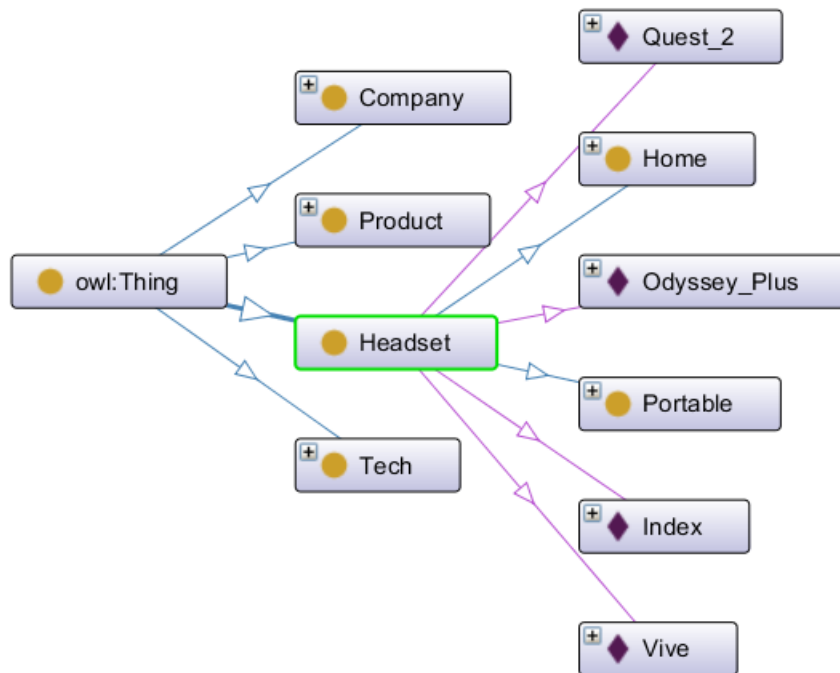 Quest_2
Company
Home
Product
owl:Thing
Odyssey_Plus
Headset
Portable
Tech
Index
Vive